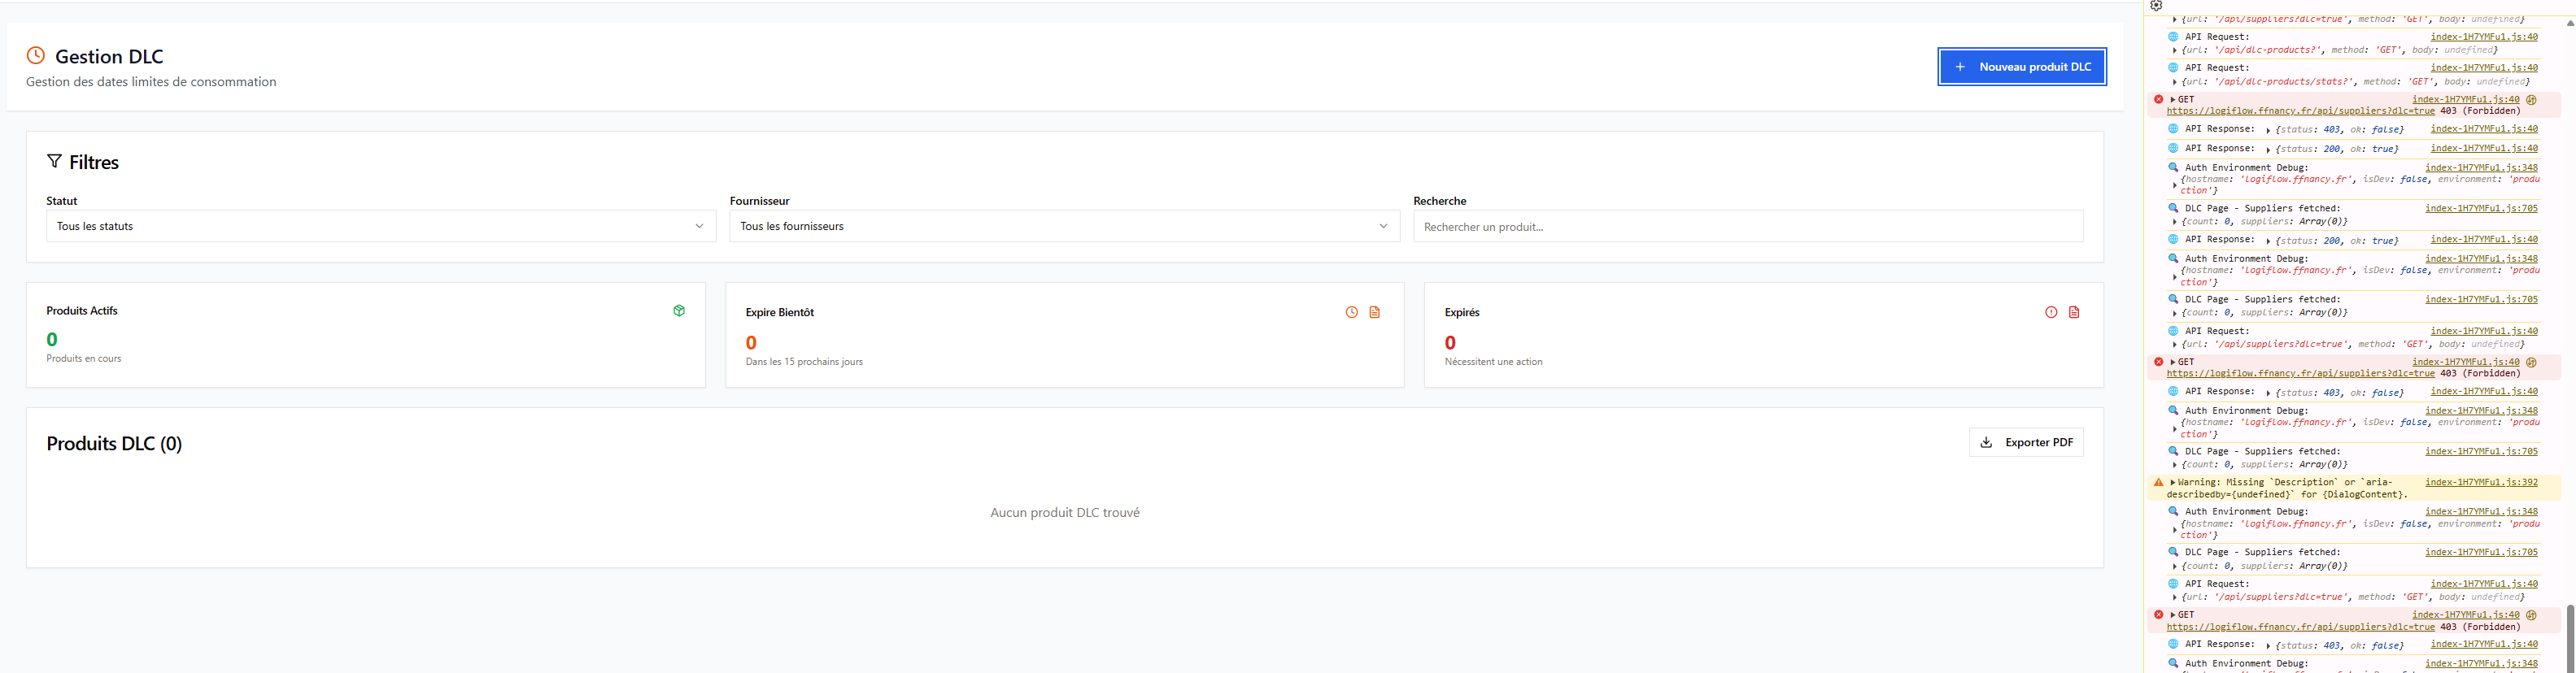 Gestion DLC
Gestion des dates limites de consommation
Nouveau produit DLC
Filtres
Statut
Tous les statuts
Fournisseur
Tous les fournisseurs
Recherche
Rechercher un produit...
Produits Actifs
0
Produits en cours
Expire Bientôt
0
Dans les 15 prochains jours
Expirés
0
Nécessitent une action
Produits DLC (0)
Exporter PDF
Aucun produit DLC trouvé
{url: '/api/suppliers?dlc=true', method: 'GET', body: undefined}
API Request: index-1H7YMFu1.js:40
{url: '/api/dlc-products?', method: 'GET', body: undefined}
API Request: index-1H7YMFu1.js:40
{url: '/api/dlc-products/stats?', method: 'GET', body: undefined}
GET index-1H7YMFu1.js:40
https://logiflow.ffnancy.fr/api/suppliers?dlc=true 403 (Forbidden)
API Response: {status: 403, ok: false} index-1H7YMFu1.js:40
API Response: {status: 200, ok: true} index-1H7YMFu1.js:40
Auth Environment Debug: index-1H7YMFu1.js:348
{hostname: 'logiflow.ffnancy.fr', isDev: false, environment: 'produ
ction'}
DLC Page - Suppliers fetched: index-1H7YMFu1.js:705
{count: 0, suppliers: Array(0)}
API Response: {status: 200, ok: true} index-1H7YMFu1.js:40
Auth Environment Debug: index-1H7YMFu1.js:348
{hostname: 'logiflow.ffnancy.fr', isDev: false, environment: 'produ
ction'}
DLC Page - Suppliers fetched: index-1H7YMFu1.js:705
{count: 0, suppliers: Array(0)}
API Request: index-1H7YMFu1.js:40
{url: '/api/suppliers?dlc=true', method: 'GET', body: undefined}
GET index-1H7YMFu1.js:40
https://logiflow.ffnancy.fr/api/suppliers?dlc=true 403 (Forbidden)
API Response: {status: 403, ok: false} index-1H7YMFu1.js:40
Auth Environment Debug: index-1H7YMFu1.js:348
{hostname: 'logiflow.ffnancy.fr', isDev: false, environment: 'produ
ction'}
DLC Page - Suppliers fetched: index-1H7YMFu1.js:705
{count: 0, suppliers: Array(0)}
Warning: Missing `Description` or `aria- index-1H7YMFu1.js:392
describedby={undefined}` for {DialogContent}.
Auth Environment Debug: index-1H7YMFu1.js:348
{hostname: 'logiflow.ffnancy.fr', isDev: false, environment: 'produ
ction'}
DLC Page - Suppliers fetched: index-1H7YMFu1.js:705
{count: 0, suppliers: Array(0)}
API Request: index-1H7YMFu1.js:40
{url: '/api/suppliers?dlc=true', method: 'GET', body: undefined}
GET index-1H7YMFu1.js:40
https://logiflow.ffnancy.fr/api/suppliers?dlc=true 403 (Forbidden)
API Response: {status: 403, ok: false} index-1H7YMFu1.js:40
Auth Environment Debug: index-1H7YMFu1.js:348